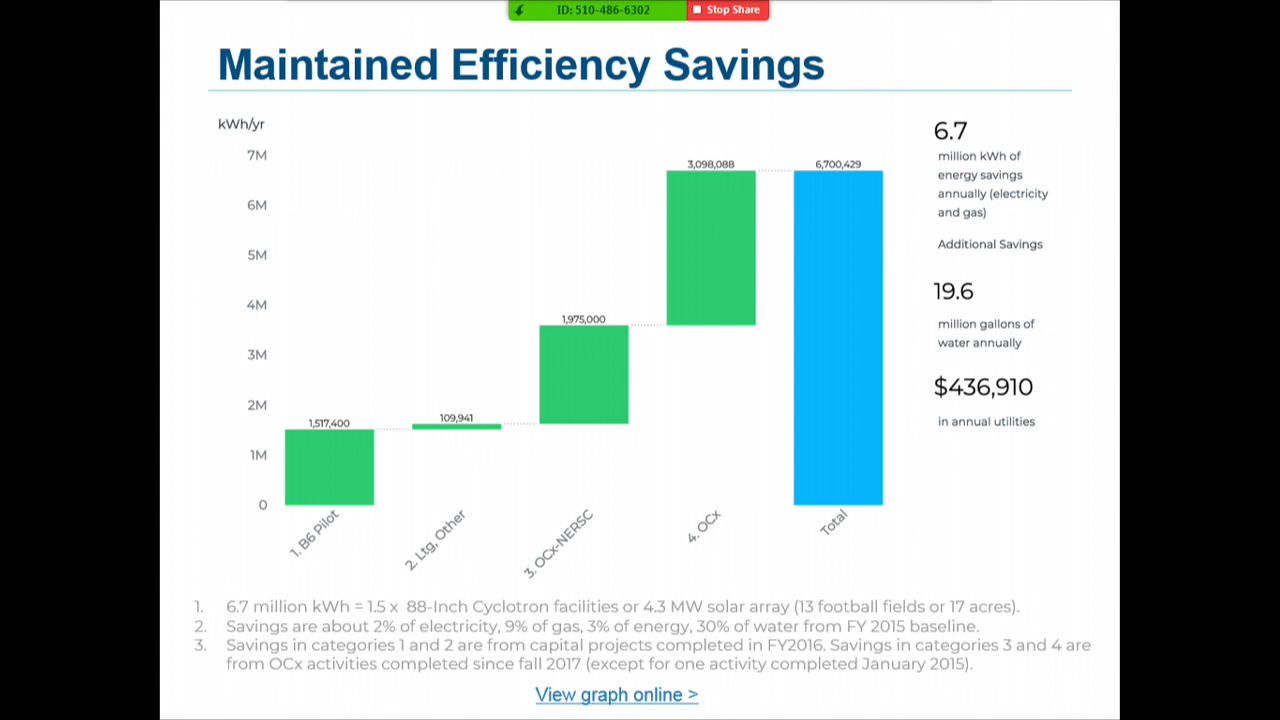 ID: 510-486-6302
Stop Share
Maintained Efficiency Savings
kWh/yr
7M
6M
5M
4M
3M
2M
1M
0
1,517,400
109,941
1,975,000
3,098,088
6,700,429
1. B6 Pilot
2. Ltg, Other
3. OCx-NERSC
4. OCx
Total
6.7
million kWh of
energy savings
annually (electricity
and gas)
Additional Savings
19.6
million gallons of
water annually
$436,910
in annual utilities
1. 6.7 million kWh = 1.5 x 88-Inch Cyclotron facilities or 4.3 MW solar array (13 football fields or 17 acres).
2. Savings are about 2% of electricity, 9% of gas, 3% of energy, 30% of water from FY 2015 baseline.
3. Savings in categories 1 and 2 are from capital projects completed in FY2016. Savings in categories 3 and 4 are
from OCx activities completed since fall 2017 (except for one activity completed January 2015).
View graph online >